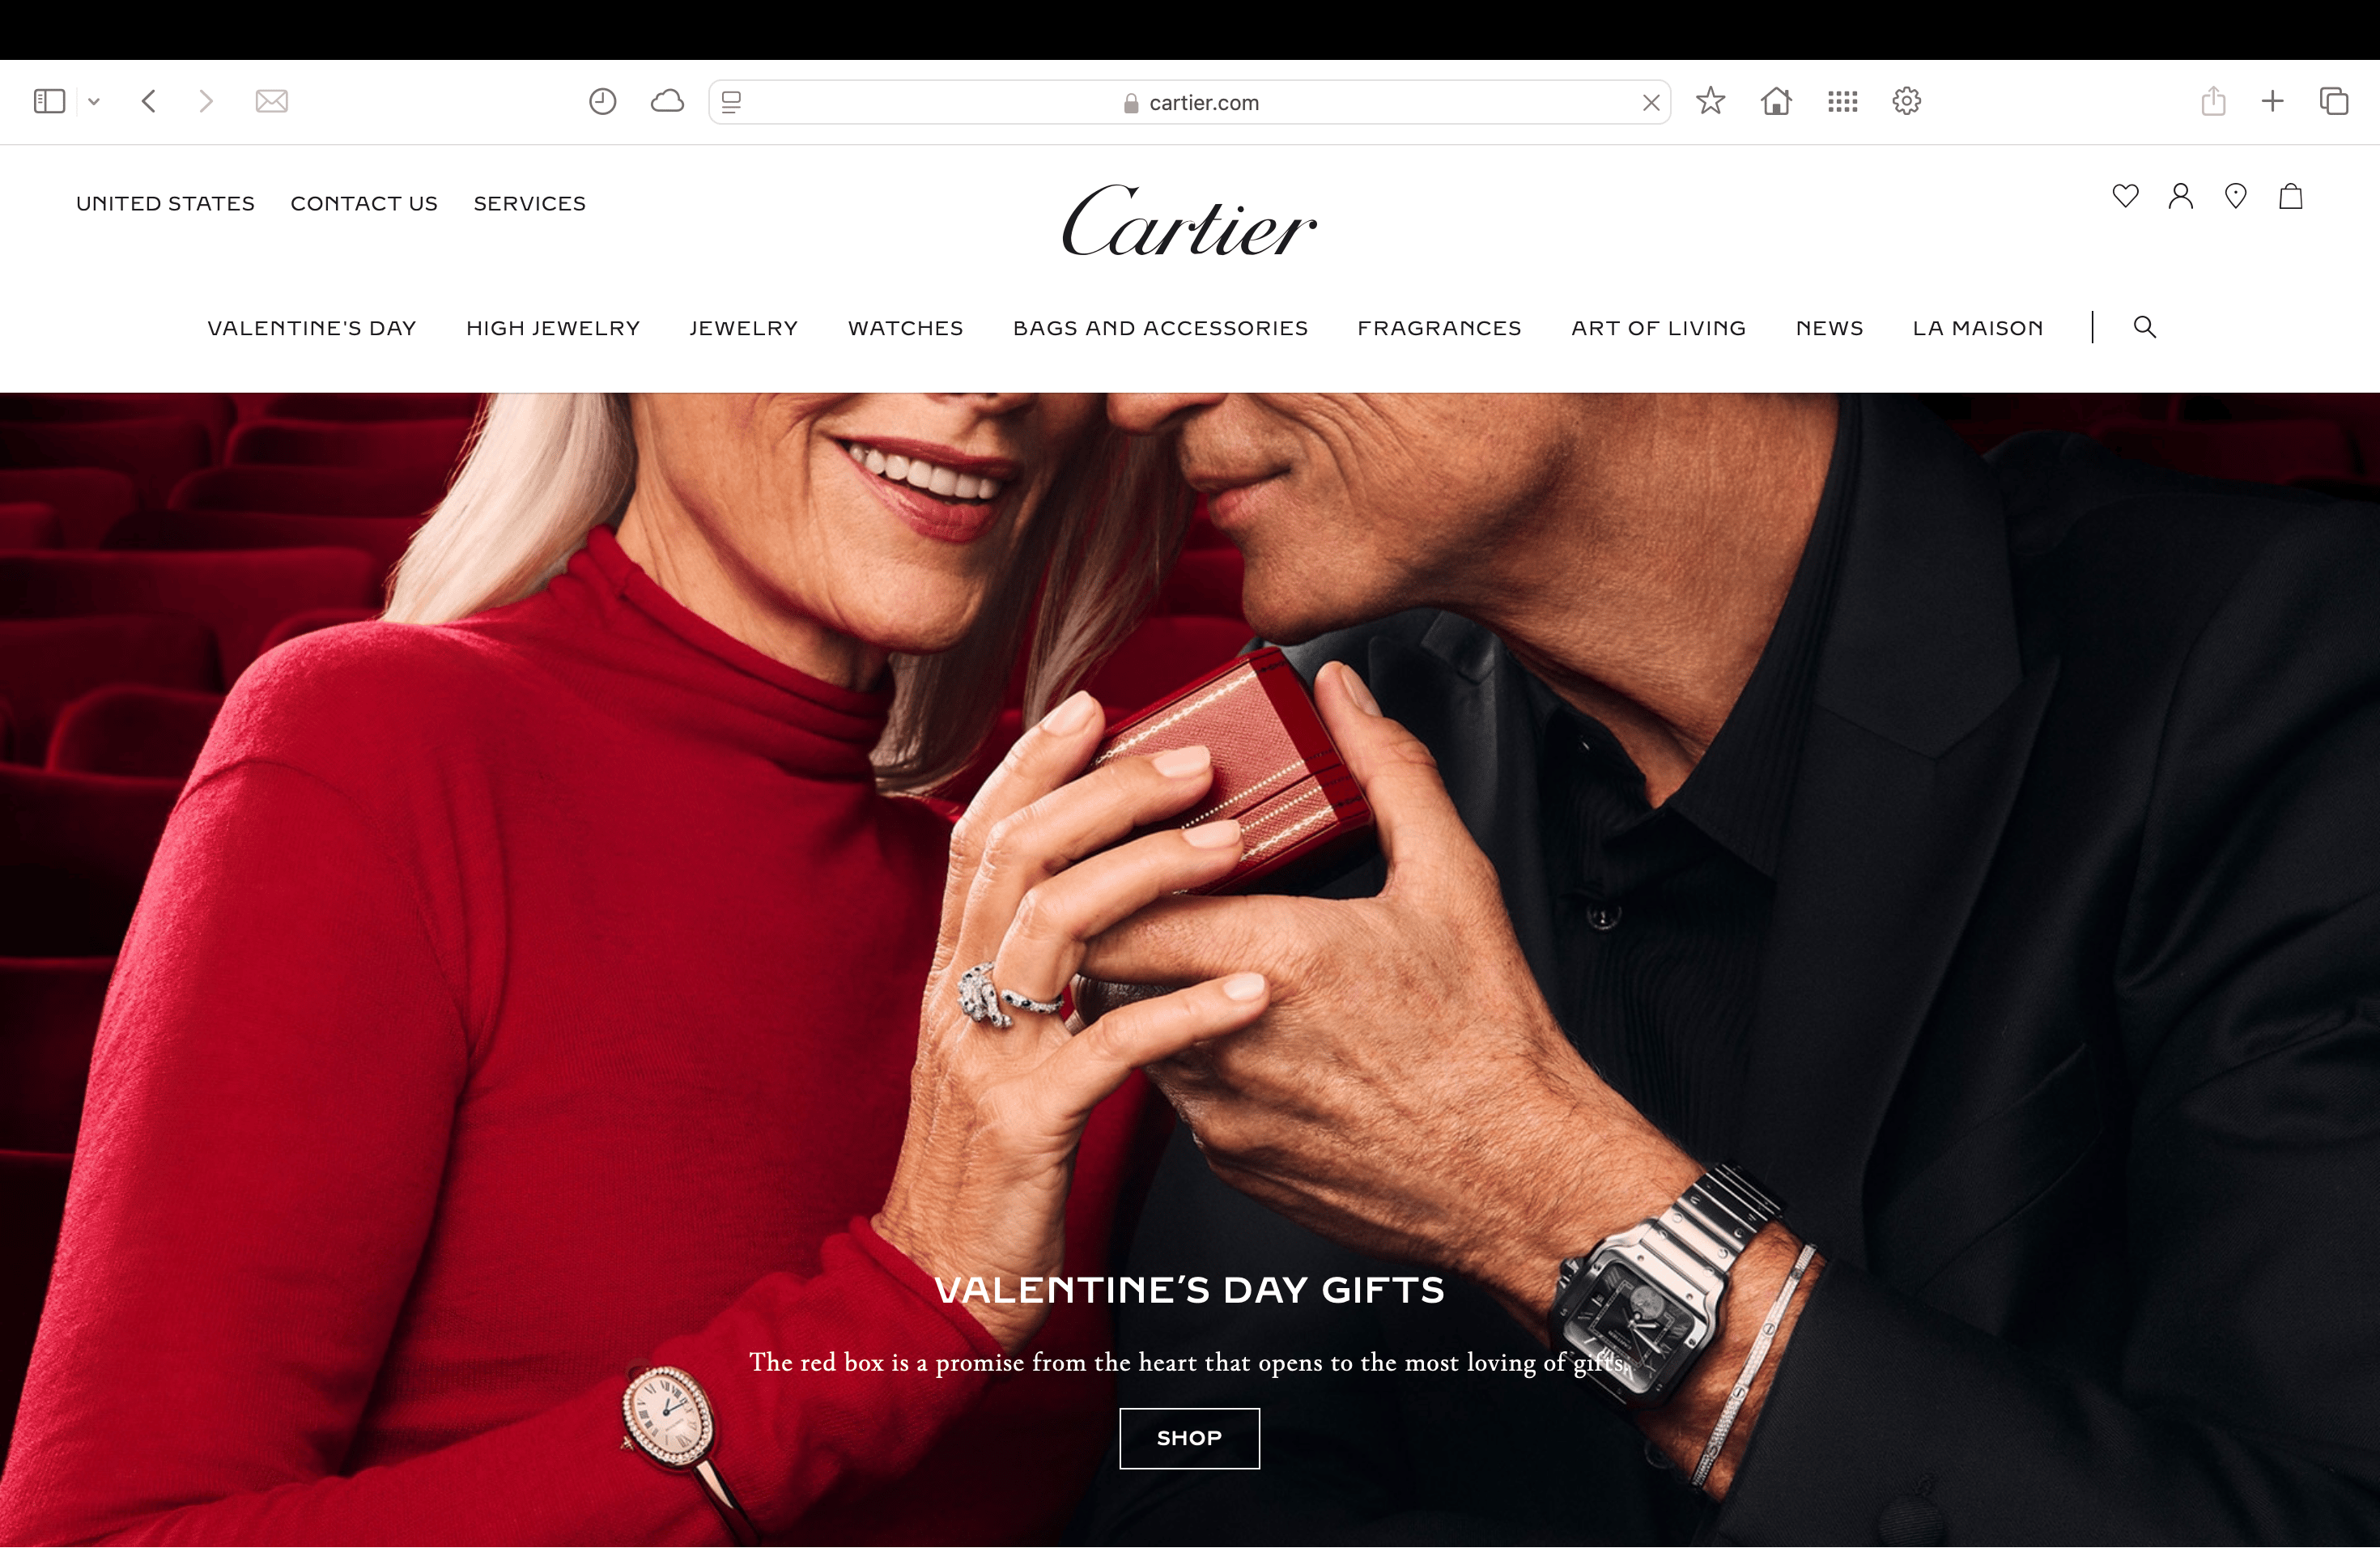 cartier.com
UNITED STATES CONTACT US SERVICES
Cartier
VALENTINE'S DAY HIGH JEWELRY JEWELRY WATCHES BAGS AND ACCESSORIES FRAGRANCES ART OF LIVING NEWS LA MAISON
VALENTINE’S DAY GIFTS
The red box is a promise from the heart that opens to the most loving of gifts.
SHOP